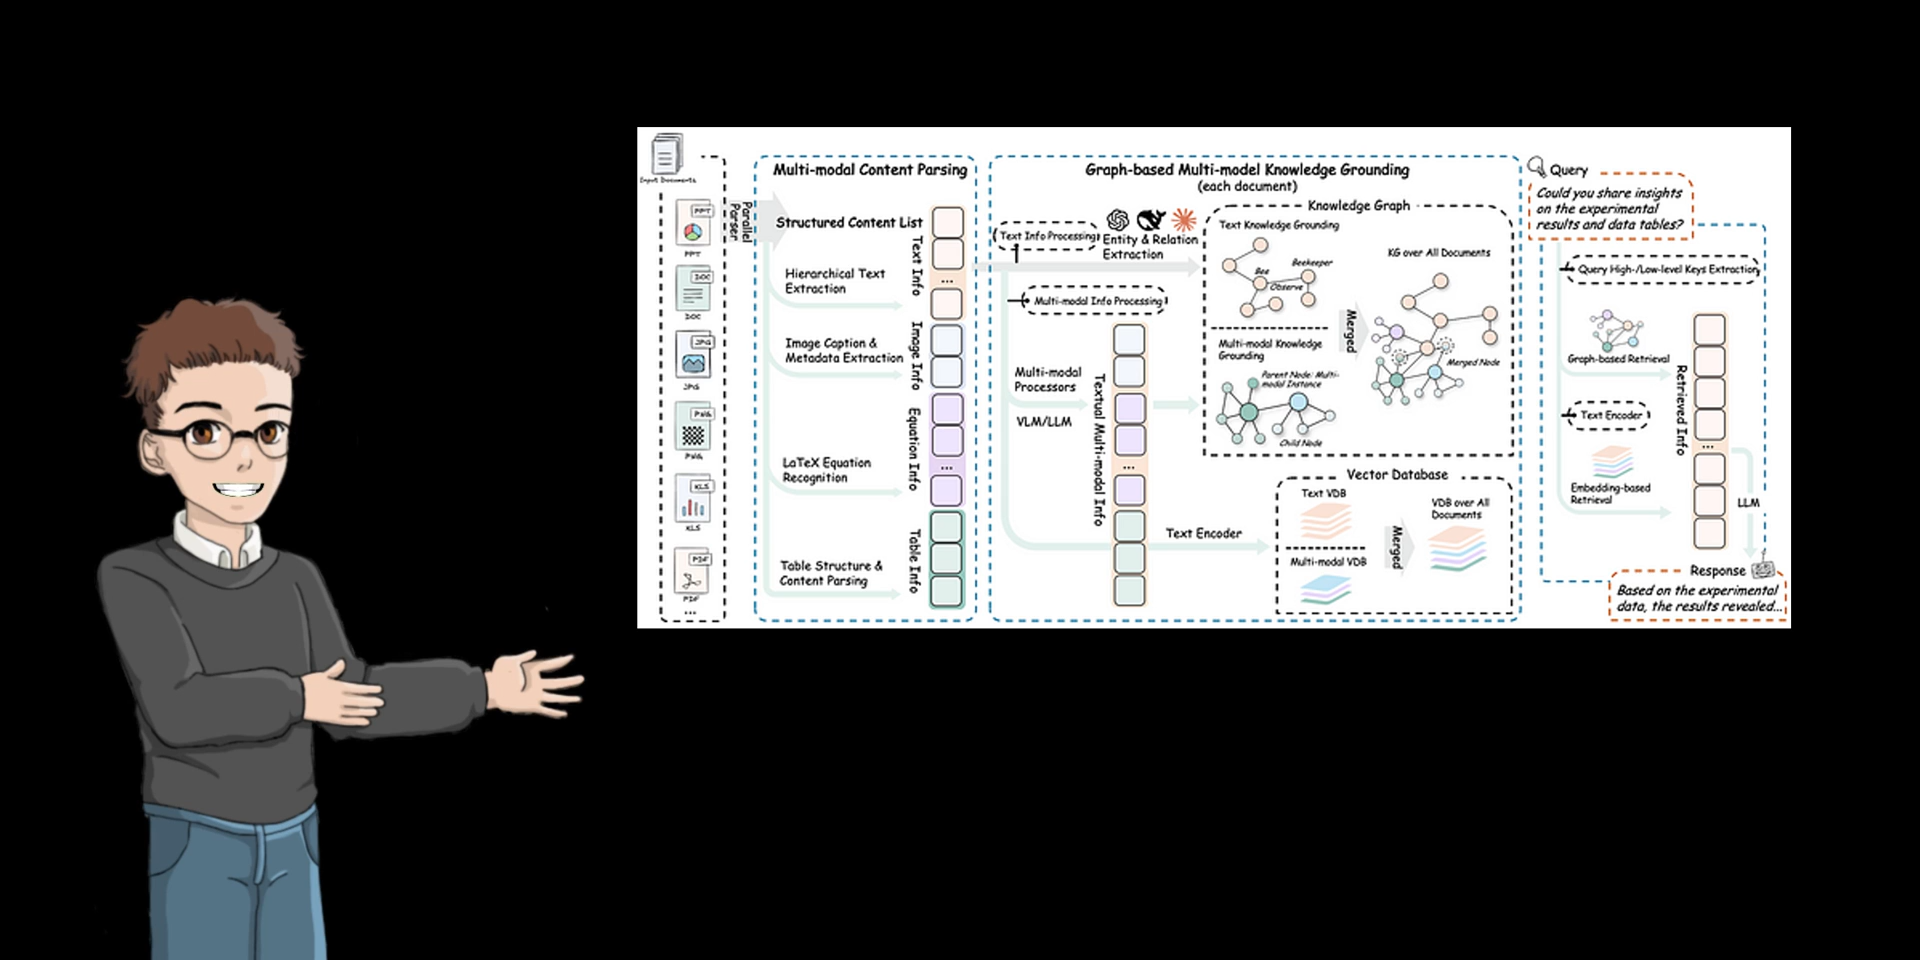 Input Documents
PPT
PPT
DOC
DOC
JPG
JPG
PNG
PNG
XLS
XLS
PDF
PDF
...
Parallel
Parser
Multi-modal Content Parsing
Structured Content List
Hierarchical Text
Extraction
Image Caption &
Metadata Extraction
LaTeX Equation
Recognition
Table Structure &
Content Parsing
Text Info
...
Image Info
Equation Info
...
Table Info
Graph-based Multi-model Knowledge Grounding
(each document)
Text Info Processing
Entity & Relation
Extraction
Multi-modal Info Processing
Multi-modal
Processors
VLM/LLM
Textual Multi-modal Info
...
Text Encoder
Knowledge Graph
Text Knowledge Grounding
Bee
Beekeeper
Observe
Multi-modal Knowledge
Grounding
Parent Node: Multi-
modal Instance
Child Node
Merged
KG over All Documents
Merged Node
Vector Database
Text VDB
Multi-modal VDB
Merged
VDB over All
Documents
Query
Could you share insights
on the experimental
results and data tables?
Query High-/Low-level Keys Extraction
Graph-based Retrieval
Text Encoder
Embedding-based
Retrieval
Retrieved Info
...
LLM
Response
Based on the experimental
data, the results revealed...